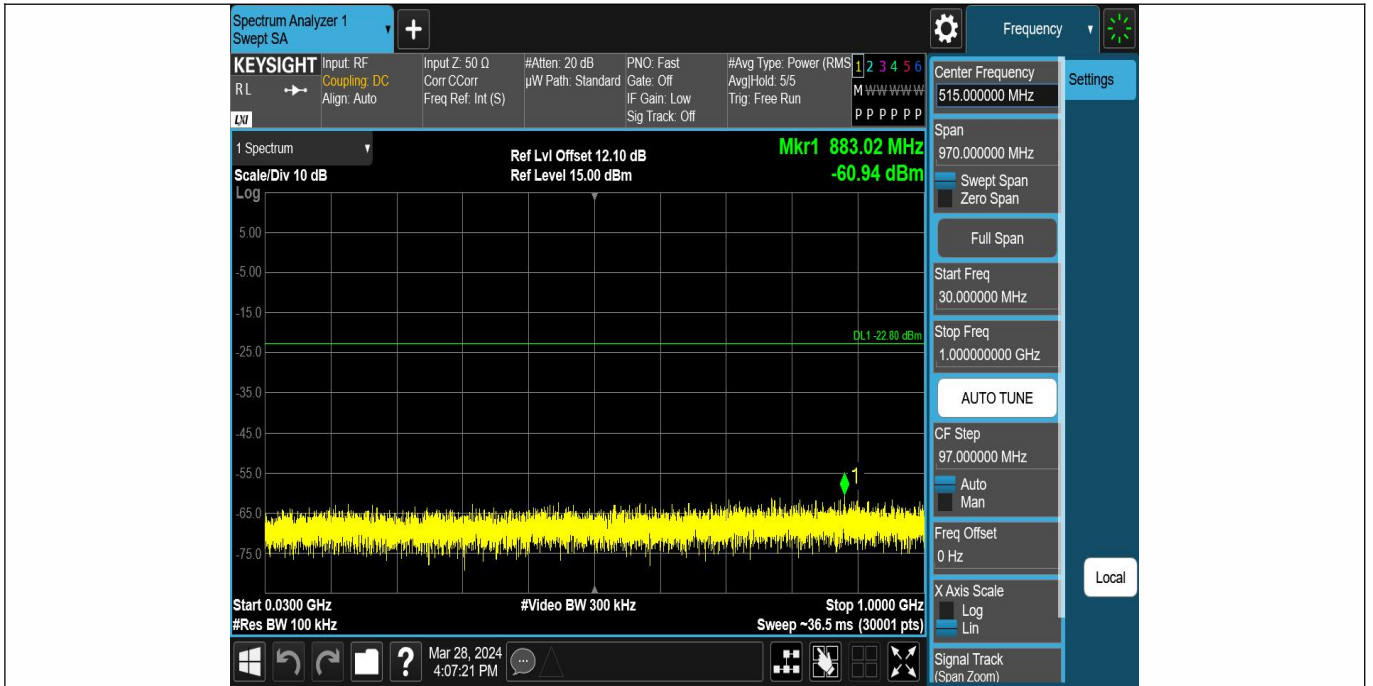 Spectrum Analyzer 1
Swept SA
+
Frequency
KEYSIGHT
RL
LXI
Input: RF
Coupling: DC
Align: Auto
Input Z: 50 Ω
Corr CCorr
Freq Ref: Int (S)
#Atten: 20 dB
µW Path: Standard
PNO: Fast
Gate: Off
IF Gain: Low
Sig Track: Off
#Avg Type: Power (RMS
Avg|Hold: 5/5
Trig: Free Run
1 2 3 4 5 6
M W W W W W
P P P P P P
1 Spectrum
Scale/Div 10 dB
Ref Lvl Offset 12.10 dB
Ref Level 15.00 dBm
Mkr1 883.02 MHz
-60.94 dBm
Log
5.00
-5.00
-15.0
DL1 -22.80 dBm
-25.0
-35.0
-45.0
-55.0
1
-65.0
-75.0
Start 0.0300 GHz
#Video BW 300 kHz
Stop 1.0000 GHz
#Res BW 100 kHz
Sweep ~36.5 ms (30001 pts)
?
Mar 28, 2024
4:07:21 PM
Center Frequency
515.000000 MHz
Settings
Span
970.000000 MHz
Swept Span
Zero Span
Full Span
Start Freq
30.000000 MHz
Stop Freq
1.000000000 GHz
AUTO TUNE
CF Step
97.000000 MHz
Auto
Man
Freq Offset
0 Hz
Local
X Axis Scale
Log
Lin
Signal Track
(Span Zoom)